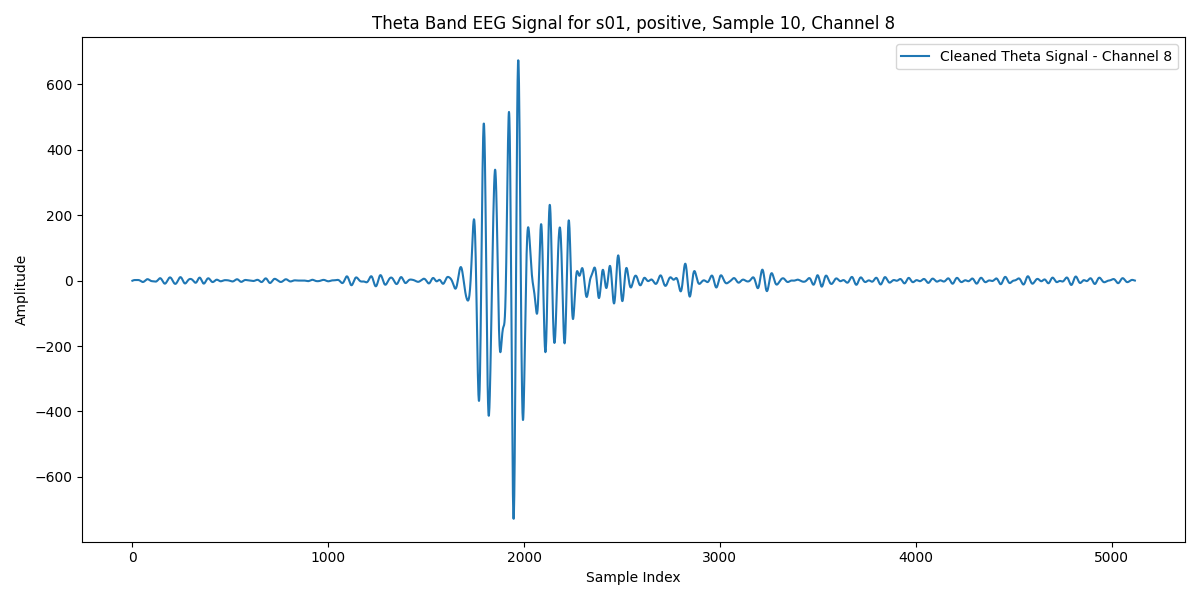 Theta Band EEG Signal for s01, positive, Sample 10, Channel 8
Cleaned Theta Signal - Channel 8
Amplitude
600
400
200
0
−200
−400
−600
0 1000 2000 3000 4000 5000
Sample Index